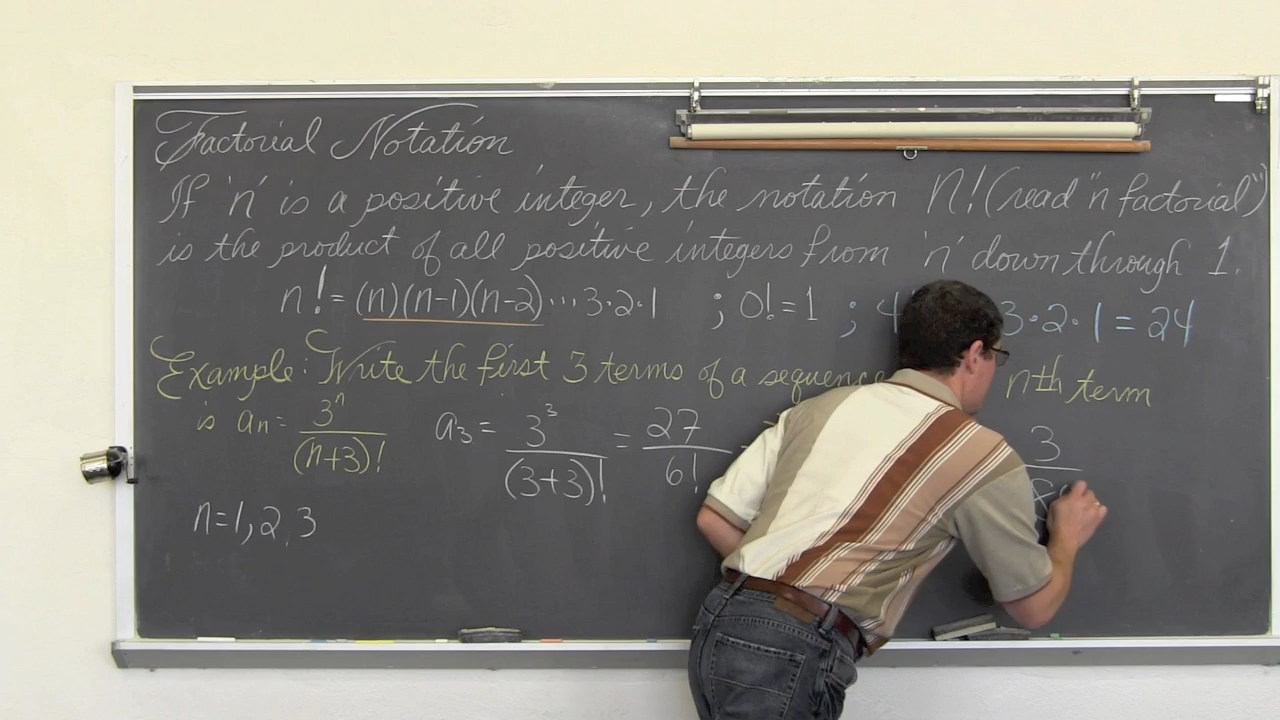 Factorial Notation
If 'n' is a positive integer, the notation n! (read "n factorial")
is the product of all positive integers from 'n' down through 1.
n! = (n)(n-1)(n-2)...3·2·1 ; 0! = 1 ; 4! 3·2·1 = 24
Example: Write the first 3 terms of a sequence nth term
is aₙ = 3ⁿ/(n+3)! a₃ = 3³/(3+3)! = 27/6! = 3/80
n=1,2,3